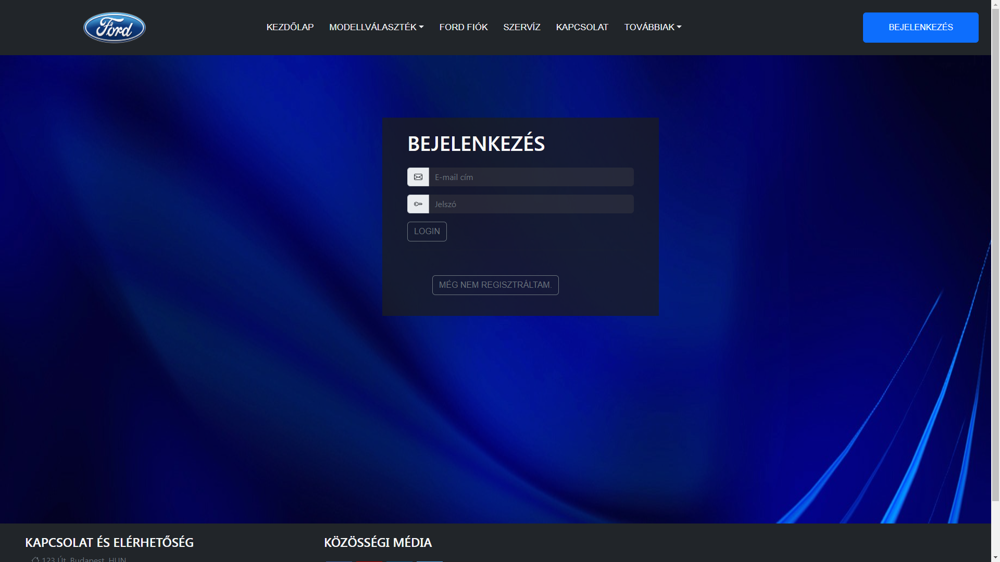 Ford
KEZDŐLAP MODELLVÁLASZTÉK FORD FIÓK SZERVÍZ KAPCSOLAT TOVÁBBIAK
BEJELENKEZÉS
BEJELENKEZÉS
E-mail cím
Jelszó
LOGIN
MÉG NEM REGISZTRÁLTAM.
KAPCSOLAT ÉS ELÉRHETŐSÉG
KÖZÖSSÉGI MÉDIA
123 Út, Budapest, HUN